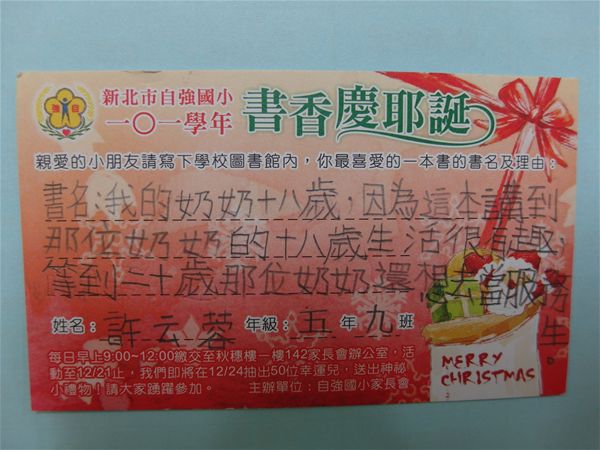 自強
新北市自強國小
一〇一學年
書香慶耶誕
親愛的小朋友請寫下學校圖書館內，你最喜愛的一本書的書名及理由：
書名：我的奶奶十八歲，因為這本講到
那位奶奶的十八歲生活很有趣，
等到二十歲那位奶奶還想去當服務生。
姓名：許云蓉 年級：五年九班
每日早上9:00~12:00繳交至秋穗樓一樓142家長會辦公室，活
動至12/21止，我們即將在12/24抽出50位幸運兒，送出神祕
小禮物！請大家踴躍參加。 主辦單位：自強國小家長會
MERRY
CHRISTMAS